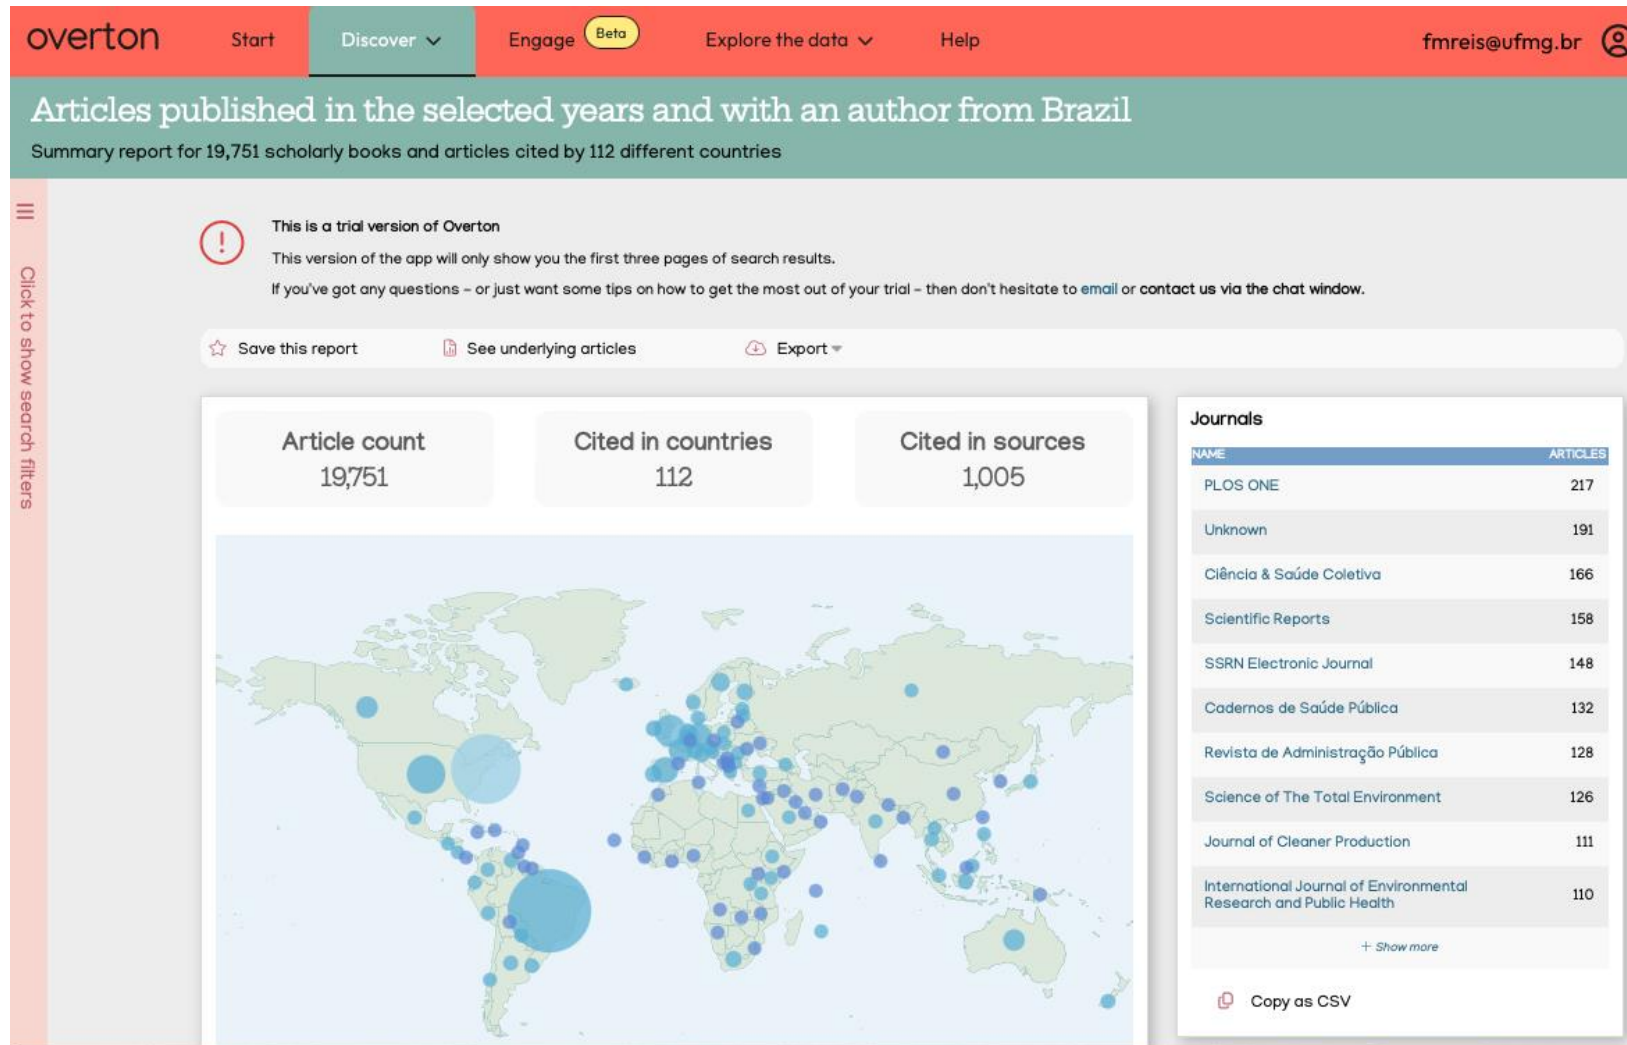 overton
Start
Discover
Engage
Beta
Explore the data
Help
fmreis@ufmg.br
Articles published in the selected years and with an author from Brazil
Summary report for 19,751 scholarly books and articles cited by 112 different countries
Click to show search filters
This is a trial version of Overton
This version of the app will only show you the first three pages of search results.
If you've got any questions – or just want some tips on how to get the most out of your trial – then don't hesitate to email or contact us via the chat window.
Save this report
See underlying articles
Export
Article count
19,751
Cited in countries
112
Cited in sources
1,005
Journals
NAME ARTICLES
PLOS ONE 217
Unknown 191
Ciência & Saúde Coletiva 166
Scientific Reports 158
SSRN Electronic Journal 148
Cadernos de Saúde Pública 132
Revista de Administração Pública 128
Science of The Total Environment 126
Journal of Cleaner Production 111
International Journal of Environmental
Research and Public Health 110
+ Show more
Copy as CSV